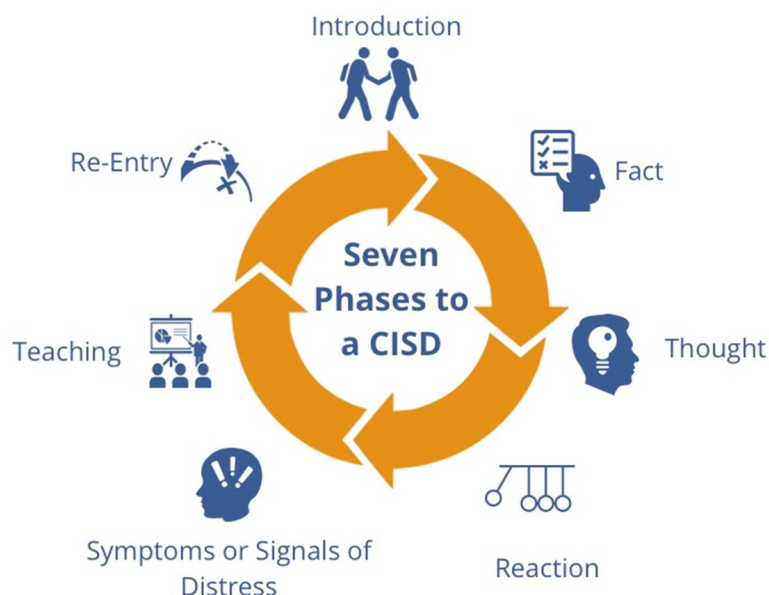 Introduction
Fact
Thought
Reaction
Symptoms or Signals of
Distress
Teaching
Re-Entry
Seven
Phases to
a CISD